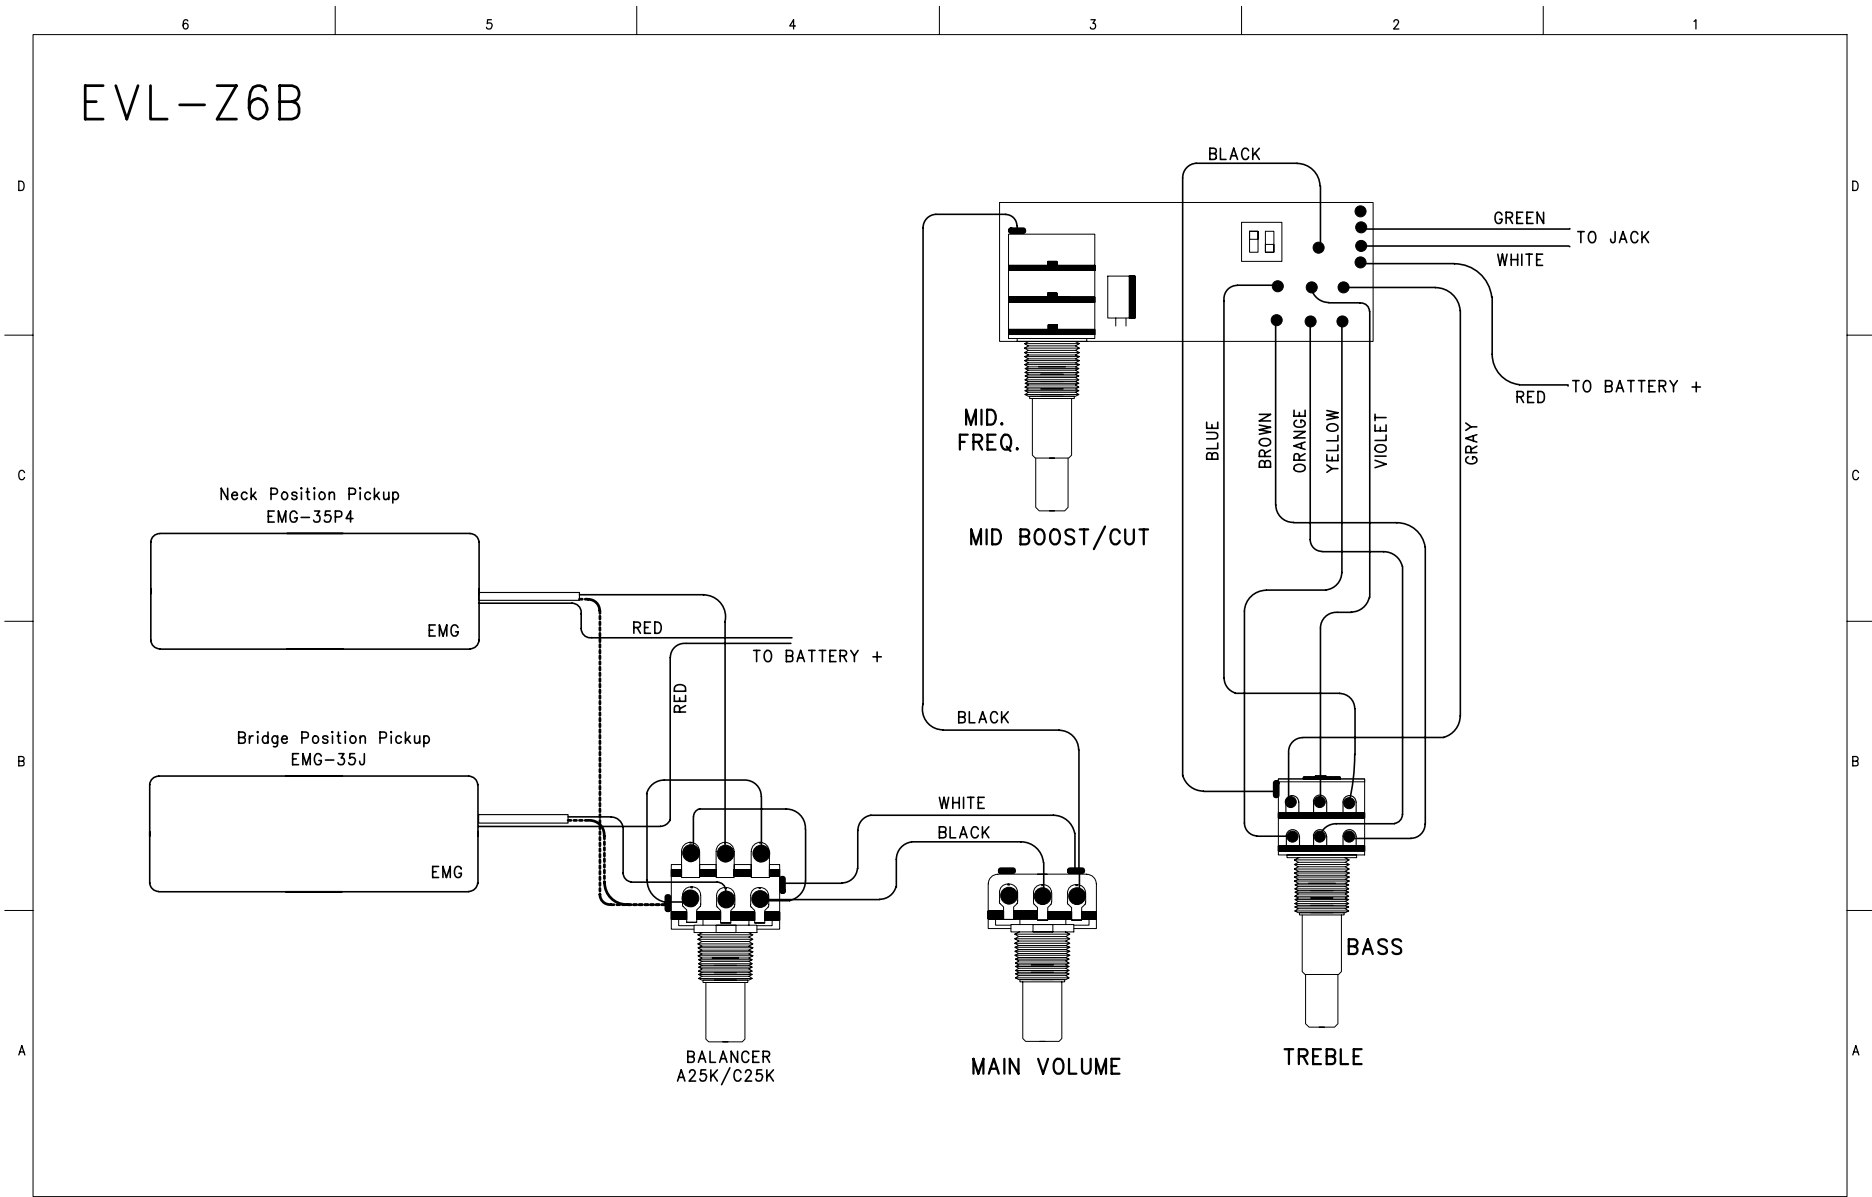 6 5 4 3 2 1
EVL-Z6B
BLACK
D D
GREEN
TO JACK
WHITE
TO BATTERY +
RED
MID.
FREQ.
BLUE
BROWN
ORANGE
YELLOW
VIOLET
GRAY
C C
Neck Position Pickup
EMG-35P4
MID BOOST/CUT
EMG
RED
TO BATTERY +
RED
BLACK
Bridge Position Pickup
EMG-35J
B B
WHITE
BLACK
EMG
BASS
A A
BALANCER
A25K/C25K
MAIN VOLUME
TREBLE